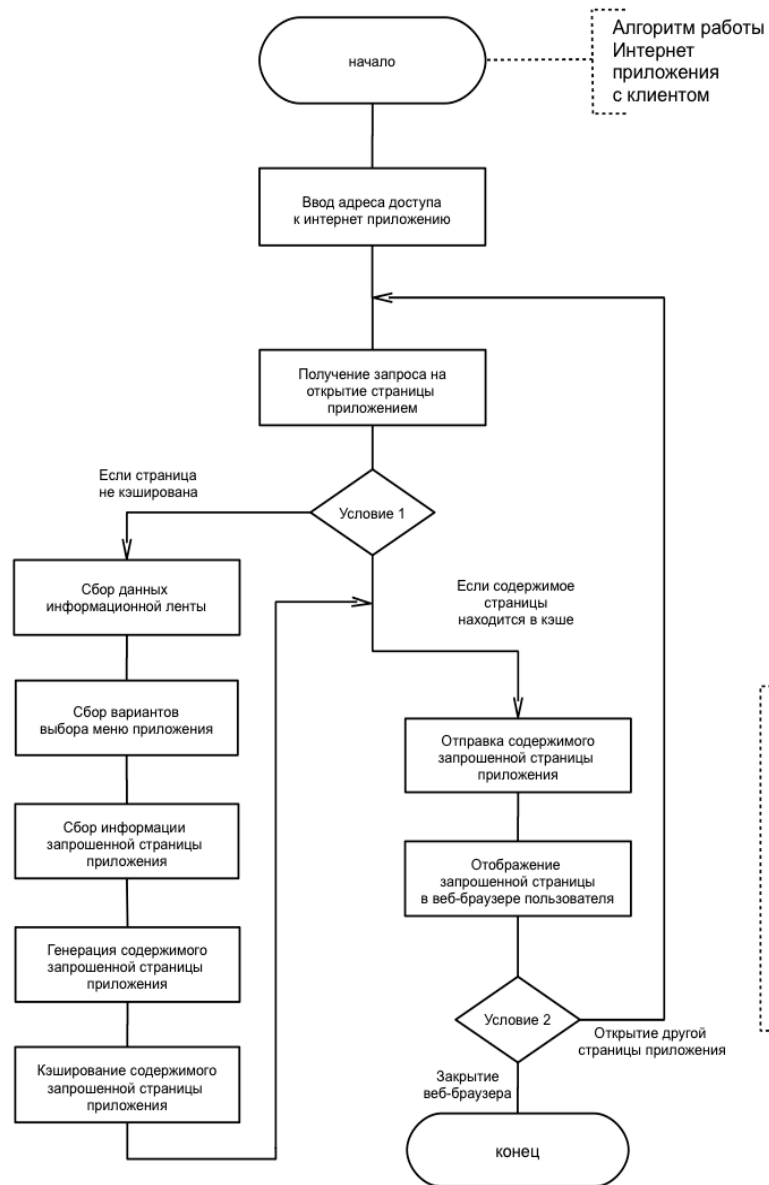 начало
Алгоритм работы
Интернет
приложения
с клиентом
Ввод адреса доступа
к интернет приложению
Получение запроса на
открытие страницы
приложением
Если страница
не кэширована
Условие 1
Сбор данных
информационной ленты
Если содержимое
страницы
находится в кэше
Сбор вариантов
выбора меню приложения
Отправка содержимого
запрошенной страницы
приложения
Сбор информации
запрошенной страницы
приложения
Отображение
запрошенной страницы
в веб-браузере пользователя
Генерация содержимого
запрошенной страницы
приложения
Условие 2
Открытие другой
страницы приложения
Кэширование содержимого
запрошенной страницы
приложения
Закрытие
веб-браузера
конец